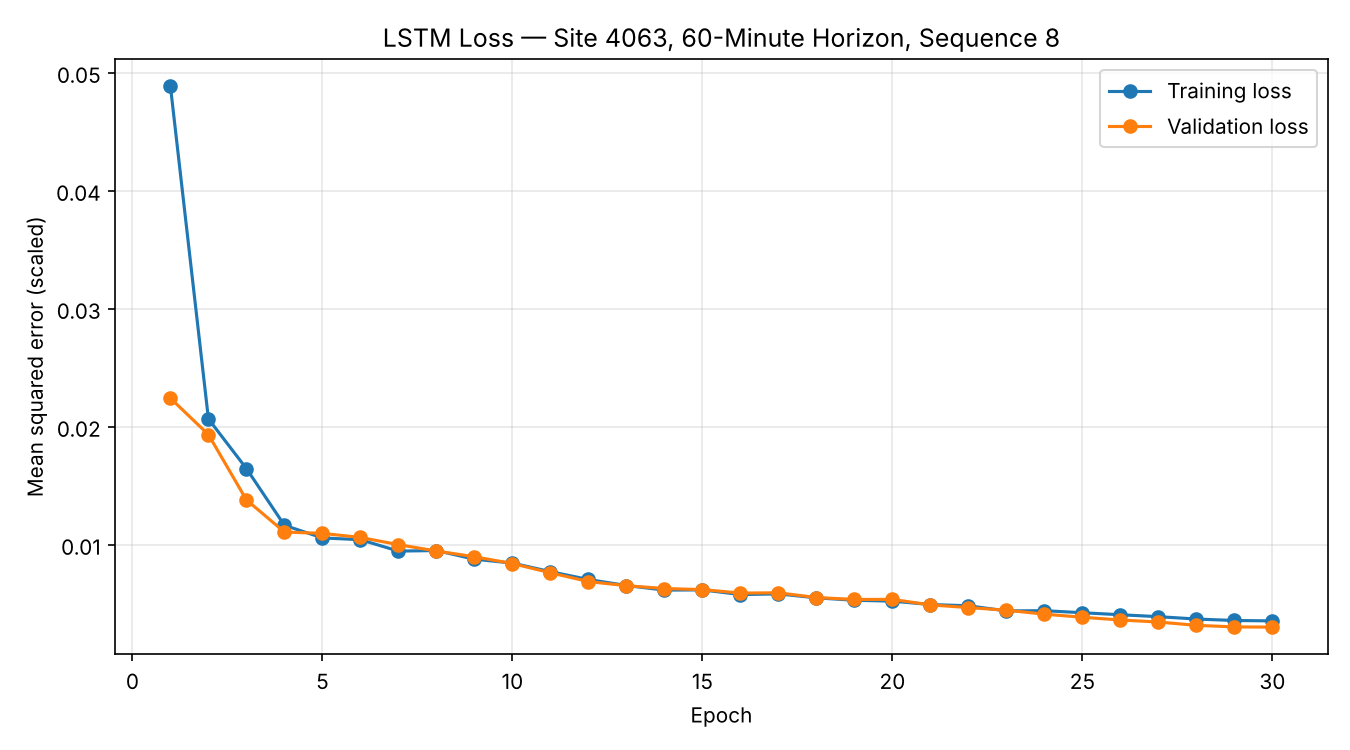 LSTM Loss — Site 4063, 60-Minute Horizon, Sequence 8
Training loss
Validation loss
Mean squared error (scaled)
0.05
0.04
0.03
0.02
0.01
0
5
10
15
20
25
30
Epoch